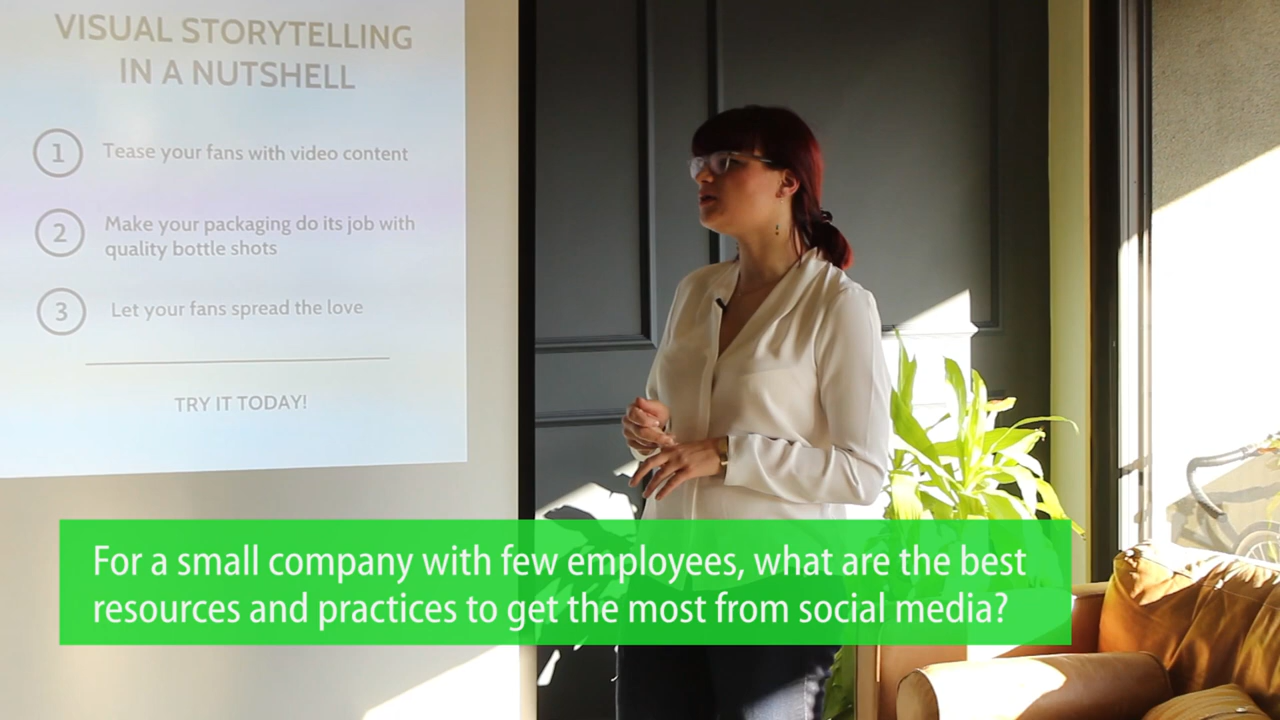 VISUAL STORYTELLING
IN A NUTSHELL
1 Tease your fans with video content
2 Make your packaging do its job with
quality bottle shots
3 Let your fans spread the love
TRY IT TODAY!
For a small company with few employees, what are the best
resources and practices to get the most from social media?